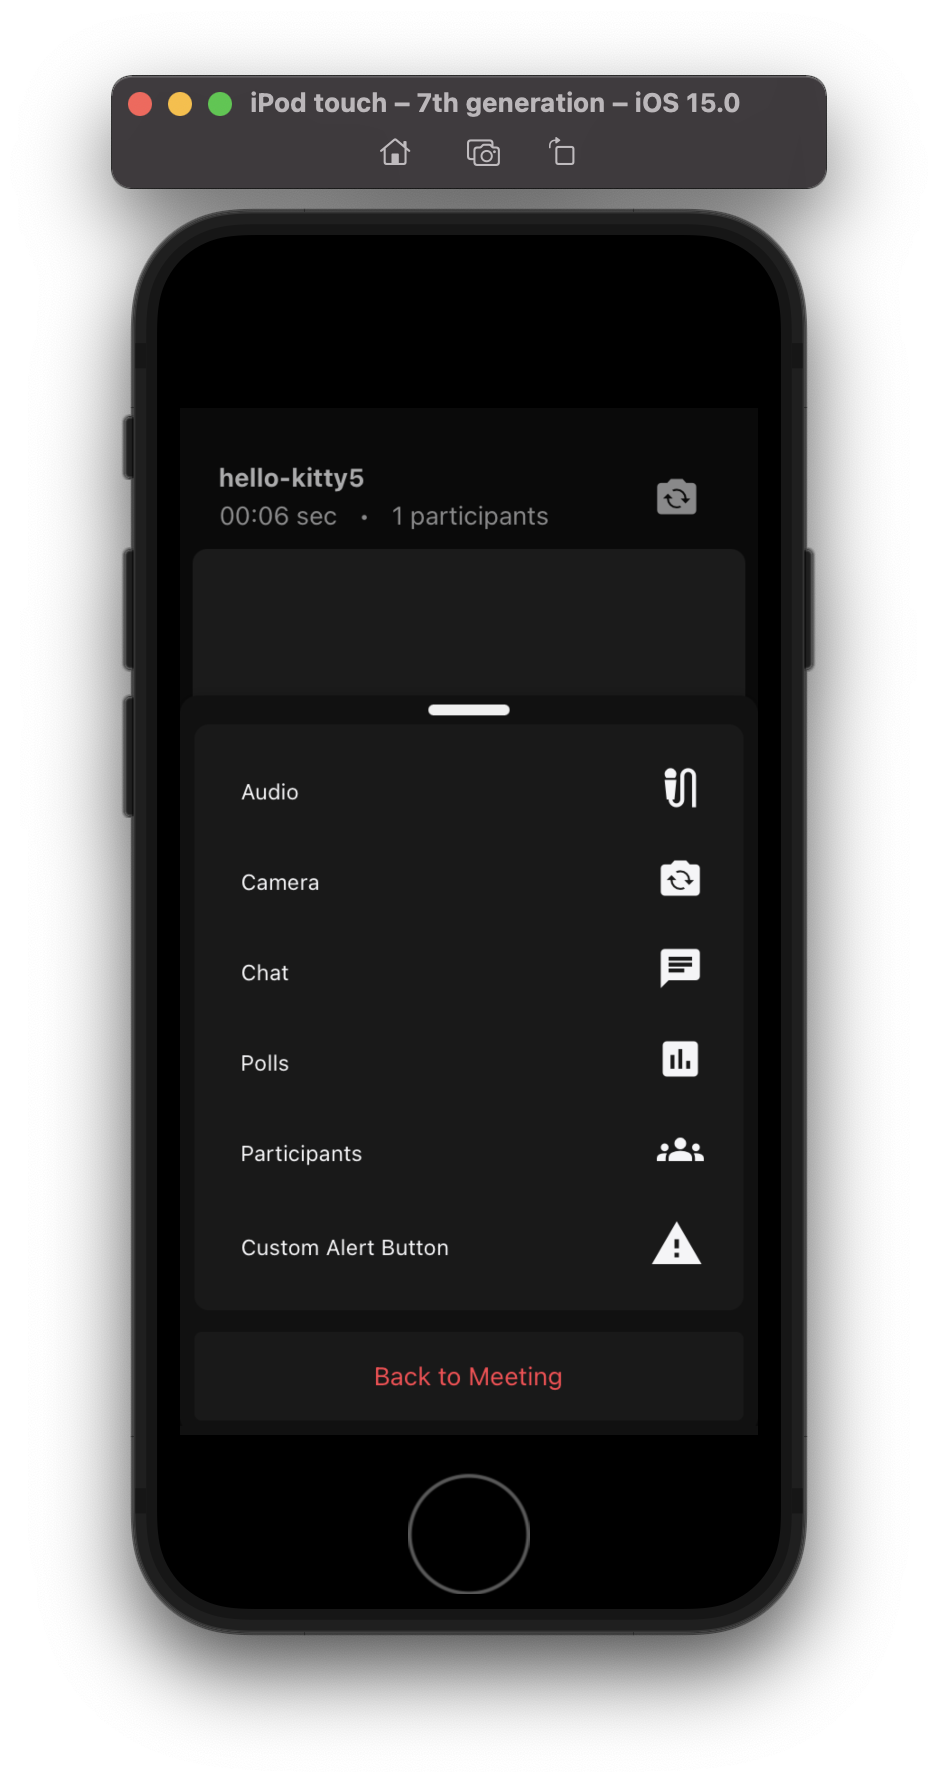 iPod touch – 7th generation – iOS 15.0
hello-kitty5
00:06 sec • 1 participants
Audio
Camera
Chat
Polls
Participants
Custom Alert Button
Back to Meeting